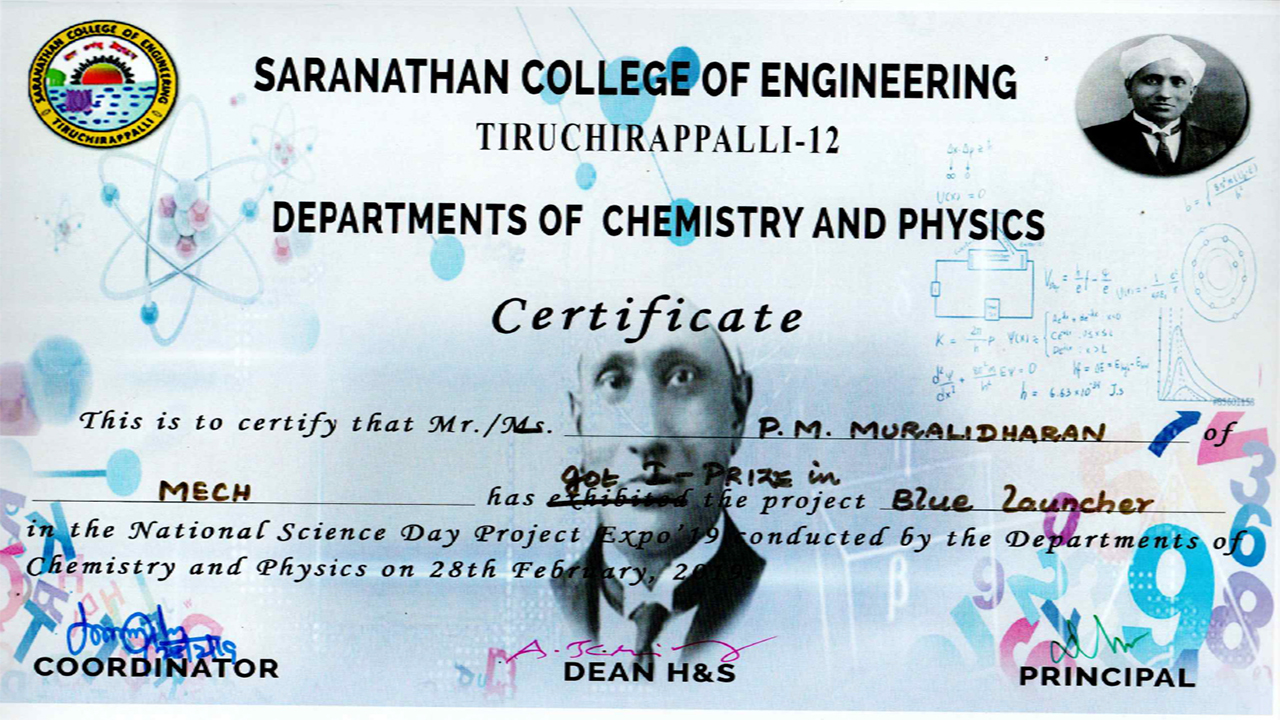 SARANATHAN COLLEGE OF ENGINEERING
TIRUCHIRAPPALLI
SARANATHAN COLLEGE OF ENGINEERING
TIRUCHIRAPPALLI-12
DEPARTMENTS OF CHEMISTRY AND PHYSICS
Certificate
This is to certify that Mr./Ms. P. M. MURALIDHARAN of
got I - PRIZE in
MECH has exhibited the project Blue Launcher
in the National Science Day Project Expo'19 conducted by the Departments of
Chemistry and Physics on 28th February,
COORDINATOR
DEAN H&S
PRINCIPAL